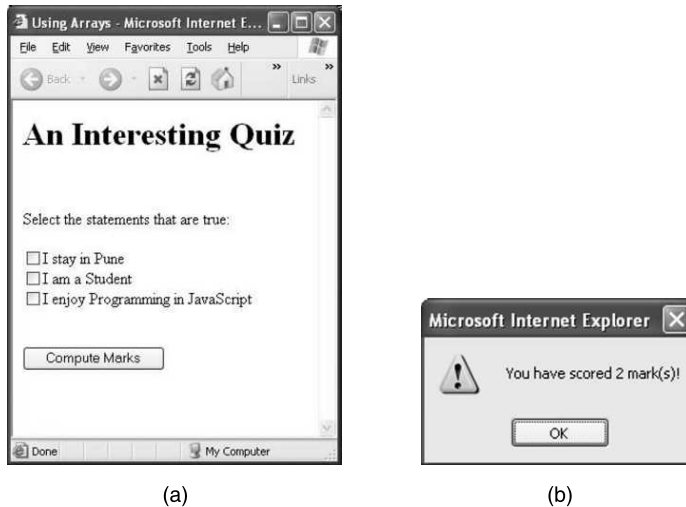 Using Arrays - Microsoft Internet E...
File Edit View Favorites Tools Help
Back Links
An Interesting Quiz
Select the statements that are true:
I stay in Pune
I am a Student
I enjoy Programming in JavaScript
Compute Marks
Done My Computer
(a)
Microsoft Internet Explorer
You have scored 2 mark(s)!
OK
(b)